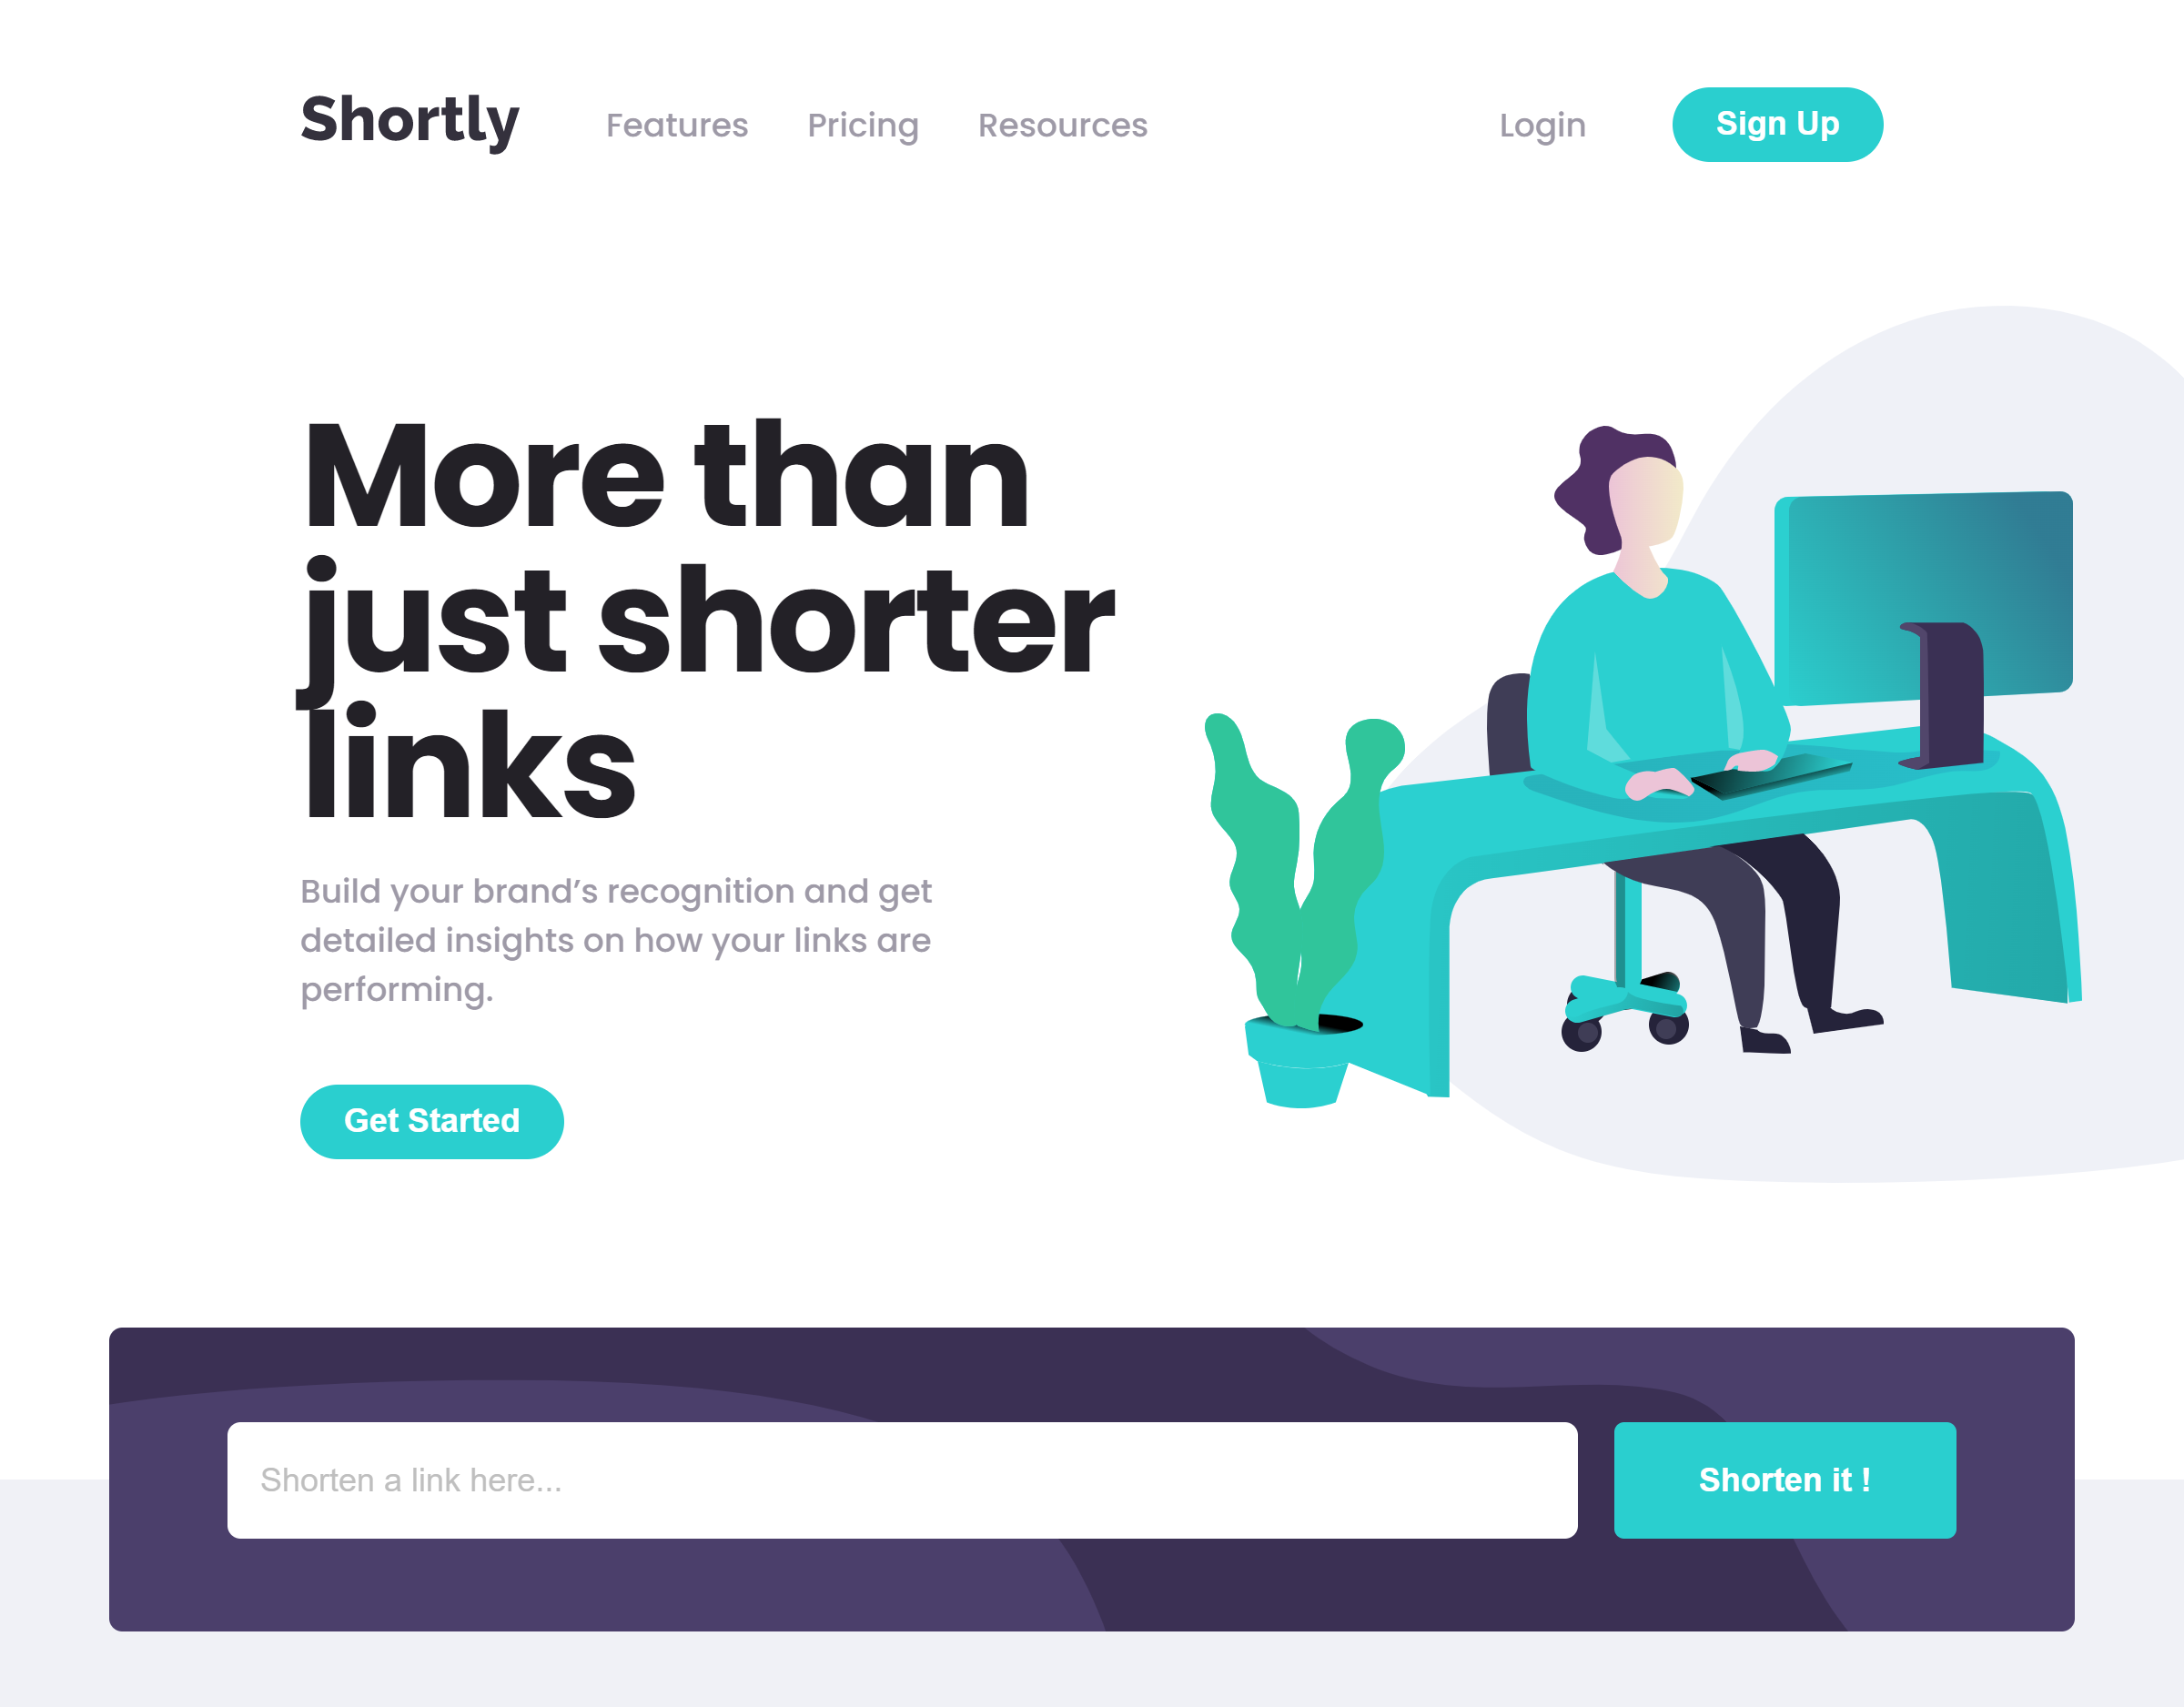 Shortly
Features
Pricing
Resources
Login
Sign Up
More than
just shorter
links
Build your brand’s recognition and get
detailed insights on how your links are
performing.
Get Started
Shorten a link here...
Shorten it !